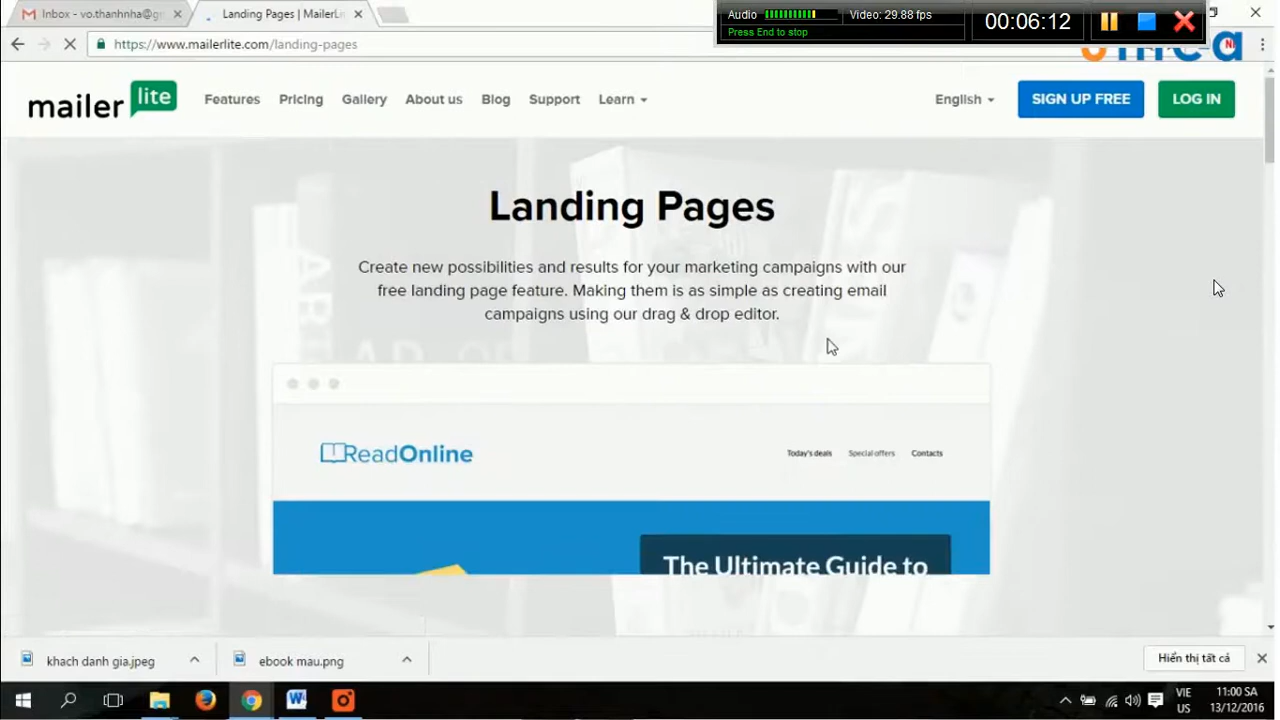 Inbox - vo.thanhnha@g
Landing Pages | MailerLi
Audio
Video: 29.88 fps
Press End to stop
00:06:12
https://www.mailerlite.com/landing-pages
mailer lite
Features
Pricing
Gallery
About us
Blog
Support
Learn
English
SIGN UP FREE
LOG IN
Landing Pages
Create new possibilities and results for your marketing campaigns with our
free landing page feature. Making them is as simple as creating email
campaigns using our drag & drop editor.
ReadOnline
Today's deals
Special offers
Contacts
The Ultimate Guide to
khach danh gia.jpeg
ebook mau.png
Hiển thị tất cả
VIE
US
11:00 SA
13/12/2016